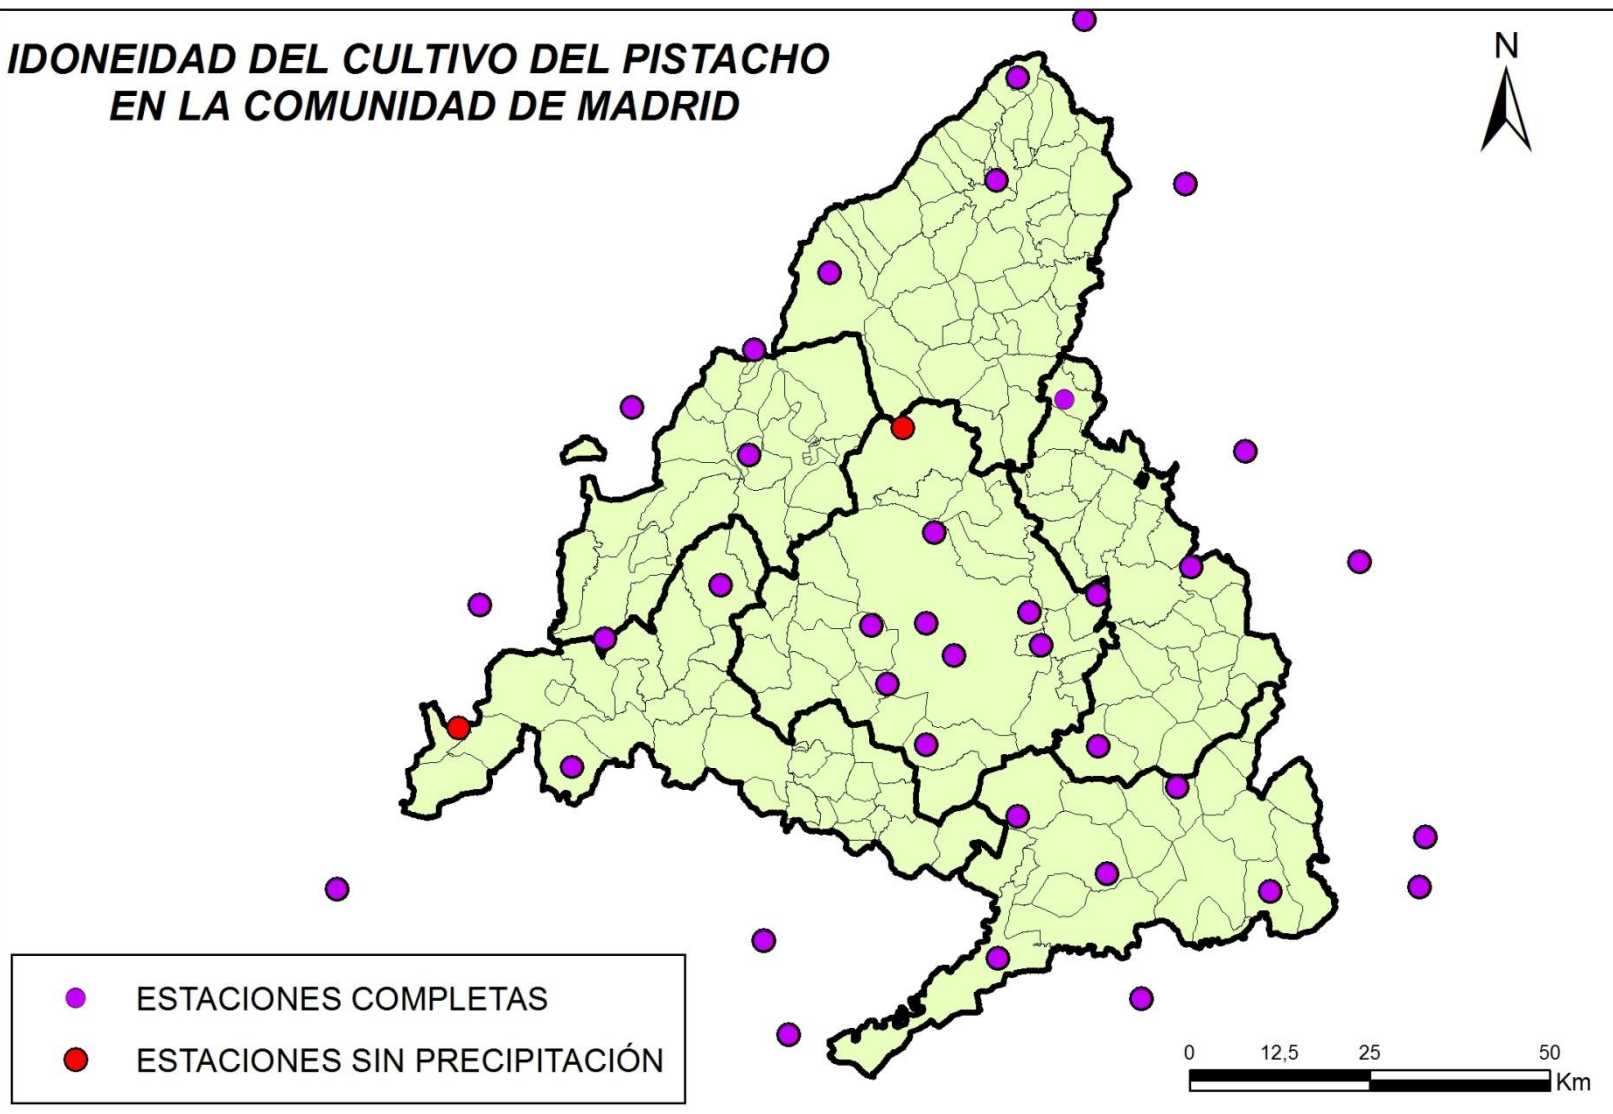 IDONEIDAD DEL CULTIVO DEL PISTACHO
EN LA COMUNIDAD DE MADRID
N
ESTACIONES COMPLETAS
ESTACIONES SIN PRECIPITACIÓN
0 12,5 25 50
Km